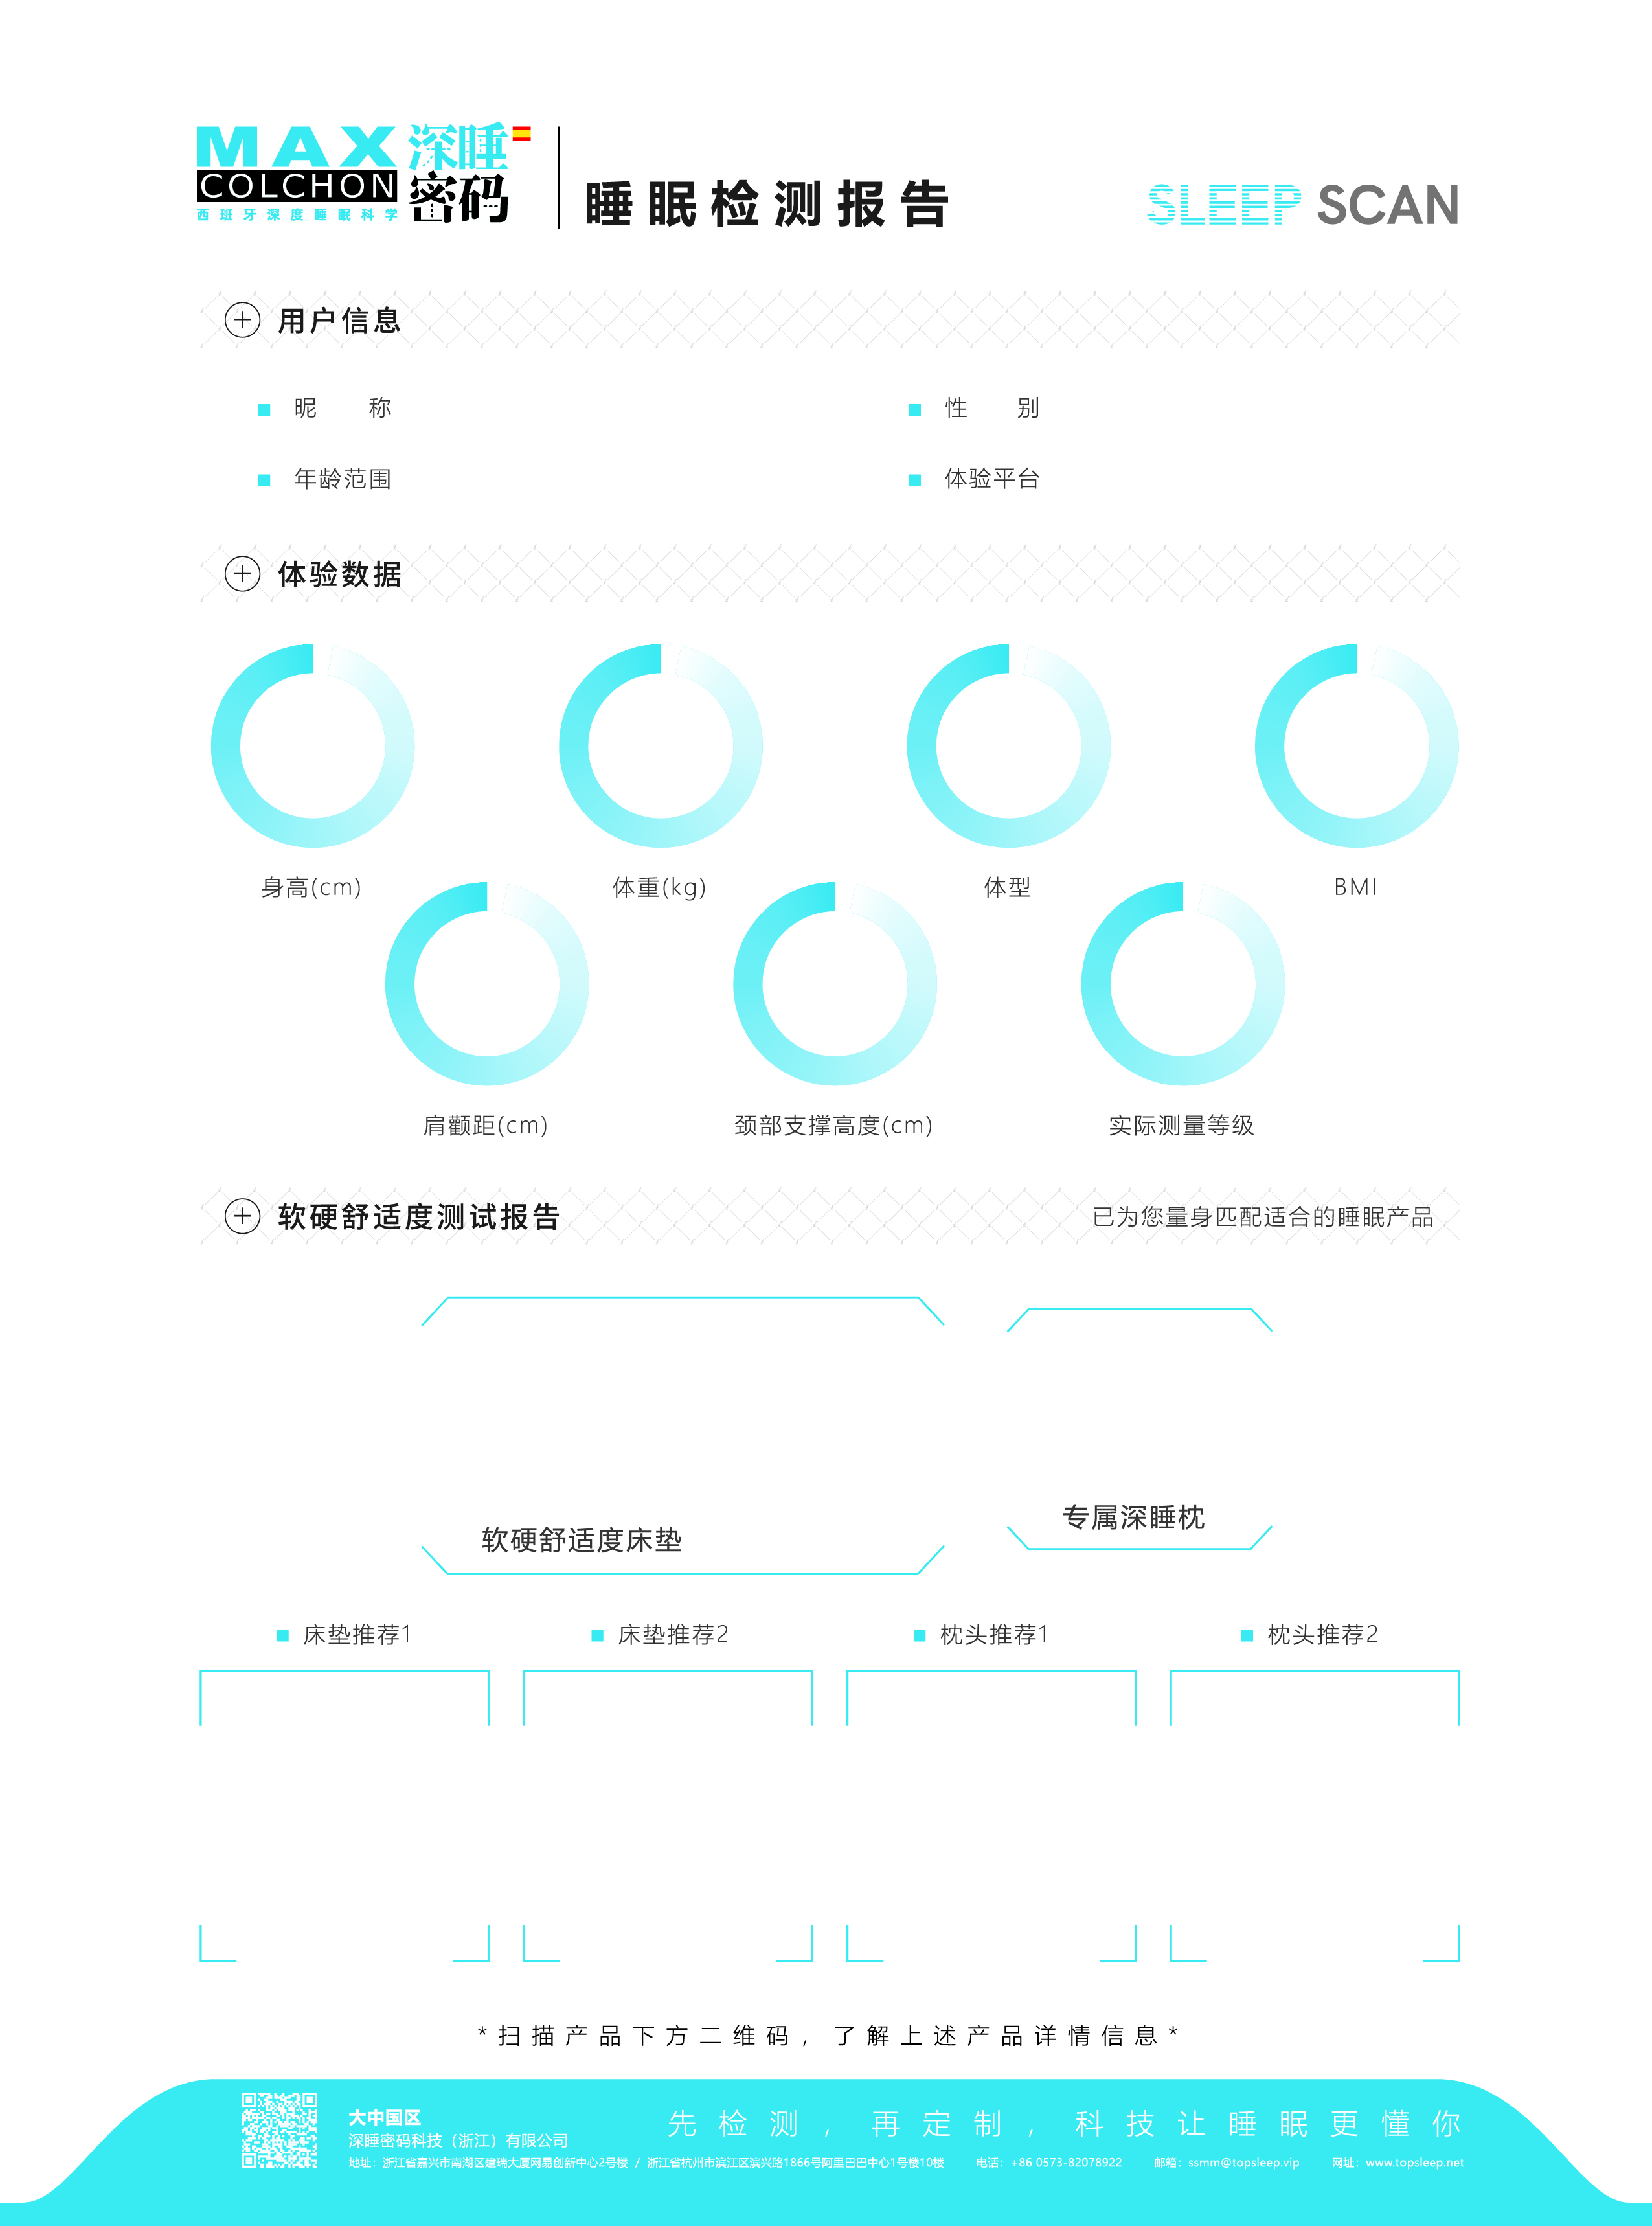 MAX 深睡
COLCHON 密码
西班牙深度睡眠科学
睡眠检测报告
SLEEP SCAN
用户信息
昵 称
性 别
年龄范围
体验平台
体验数据
身高(cm)
体重(kg)
体型
BMI
肩颧距(cm)
颈部支撑高度(cm)
实际测量等级
软硬舒适度测试报告
已为您量身匹配适合的睡眠产品
软硬舒适度床垫
专属深睡枕
床垫推荐1
床垫推荐2
枕头推荐1
枕头推荐2
*扫描产品下方二维码，了解上述产品详情信息*
大中国区
深睡密码科技（浙江）有限公司
先检测，再定制，科技让睡眠更懂你
地址：浙江省嘉兴市南湖区建瑞大厦网易创新中心2号楼 / 浙江省杭州市滨江区滨兴路1866号阿里巴巴中心1号楼10楼 电话：+86 0573-82078922 邮箱：ssmm@topsleep.vip 网址：www.topsleep.net